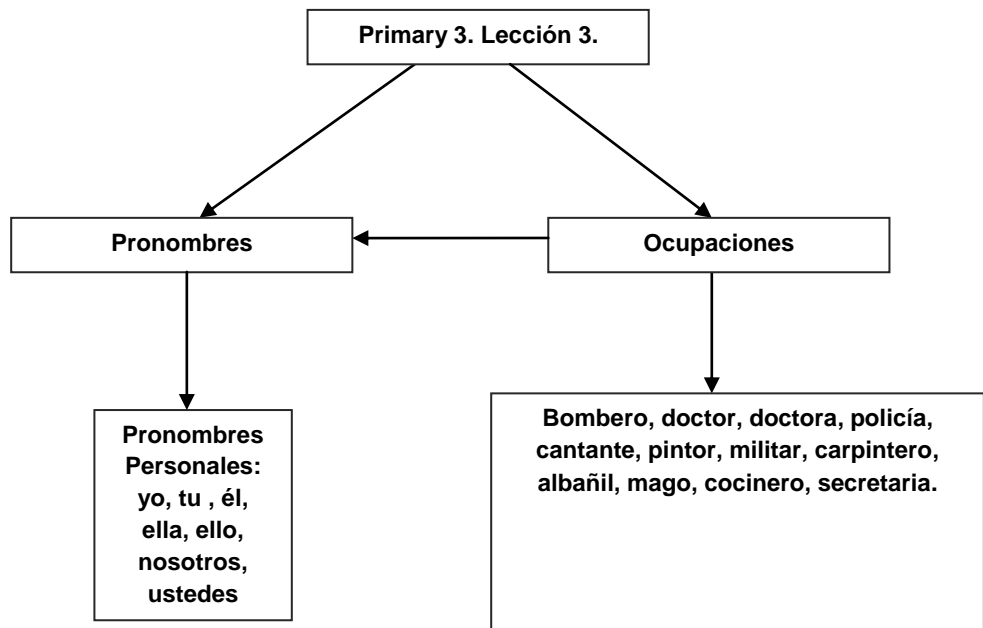 Primary 3. Lección 3.
Pronombres
Ocupaciones
Pronombres
Personales:
yo, tu , él,
ella, ello,
nosotros,
ustedes
Bombero, doctor, doctora, policía,
cantante, pintor, militar, carpintero,
albañil, mago, cocinero, secretaria.